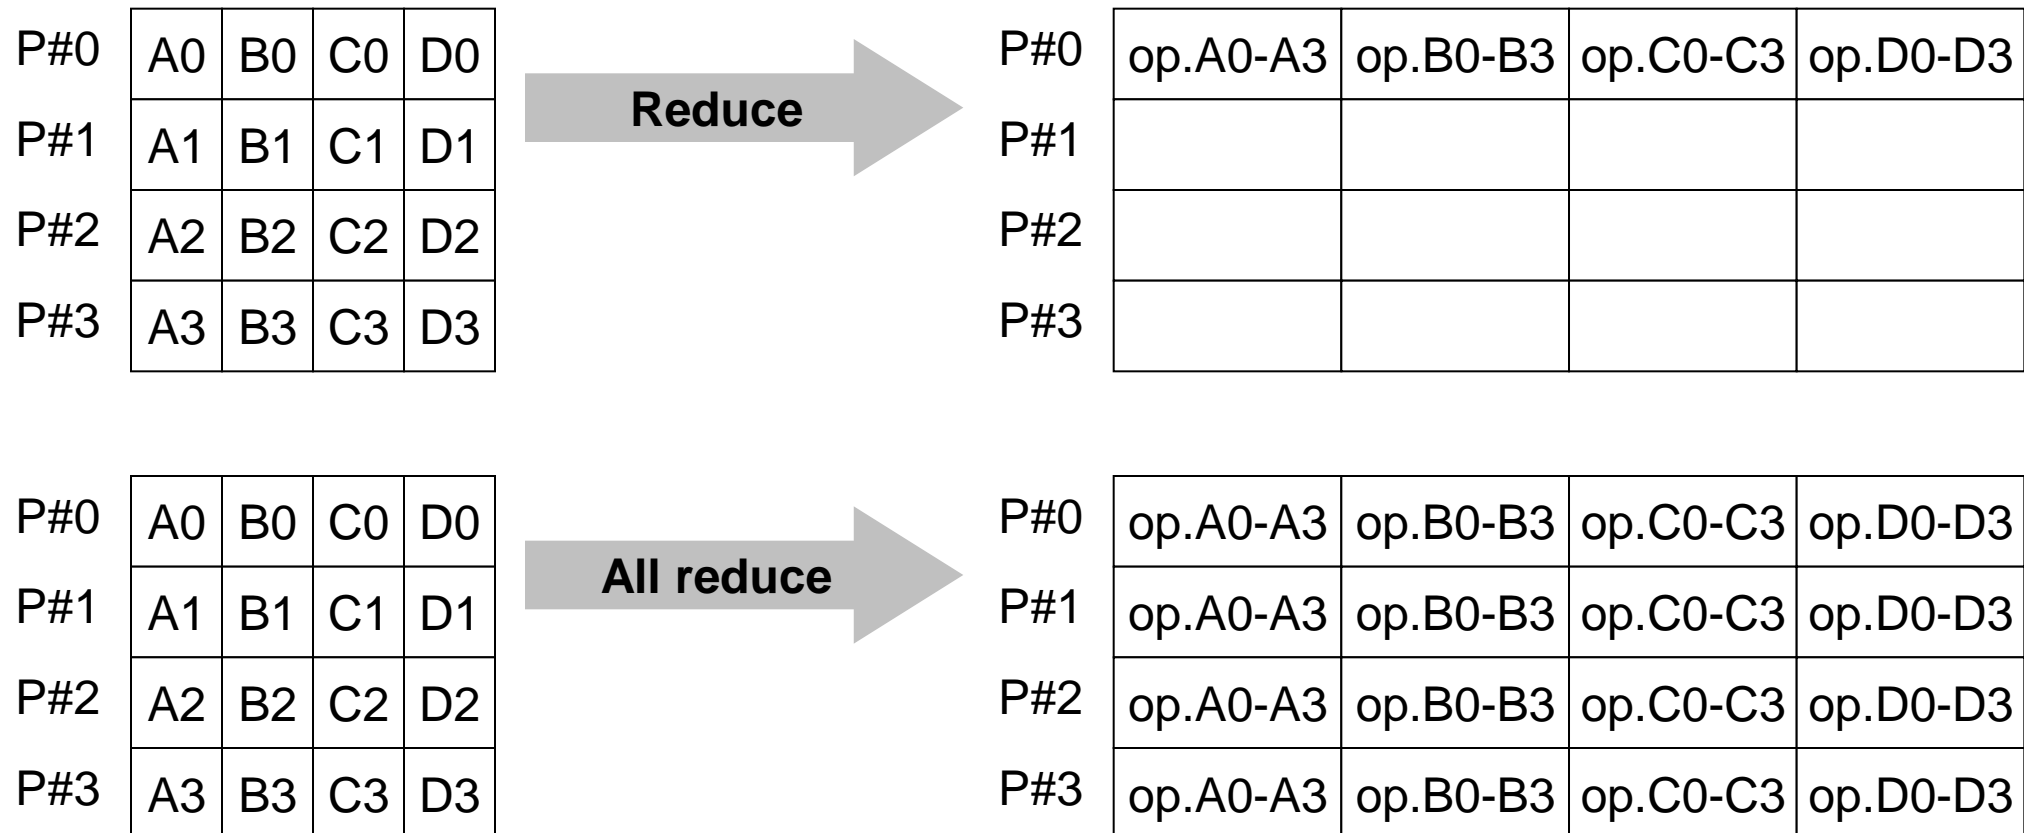 P#0 A0 B0 C0 D0 Reduce P#0 op.A0-A3 op.B0-B3 op.C0-C3 op.D0-D3
P#1 A1 B1 C1 D1 P#1
P#2 A2 B2 C2 D2 P#2
P#3 A3 B3 C3 D3 P#3
P#0 A0 B0 C0 D0 All reduce P#0 op.A0-A3 op.B0-B3 op.C0-C3 op.D0-D3
P#1 A1 B1 C1 D1 P#1 op.A0-A3 op.B0-B3 op.C0-C3 op.D0-D3
P#2 A2 B2 C2 D2 P#2 op.A0-A3 op.B0-B3 op.C0-C3 op.D0-D3
P#3 A3 B3 C3 D3 P#3 op.A0-A3 op.B0-B3 op.C0-C3 op.D0-D3